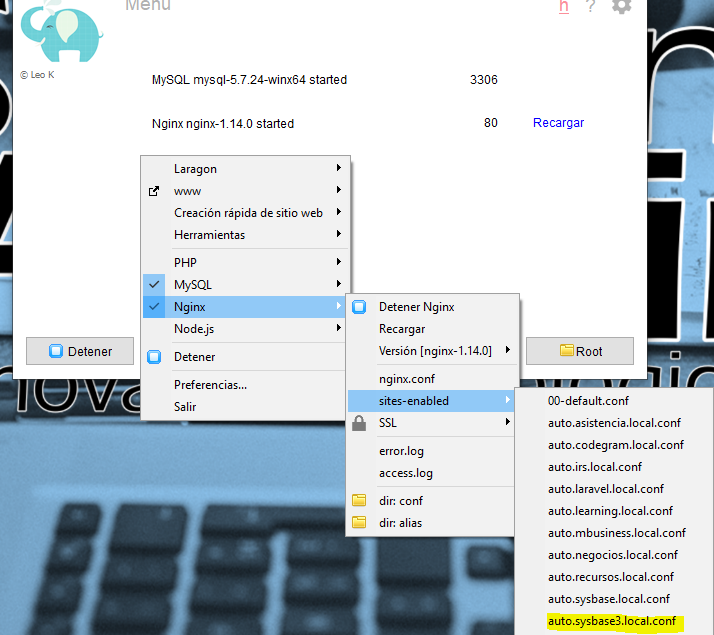 Menu
h ?
© Leo K
MySQL mysql-5.7.24-winx64 started 3306
Nginx nginx-1.14.0 started 80 Recargar
Laragon
www
Creación rápida de sitio web
Herramientas
PHP
MySQL
Nginx
Node.js
Detener
Preferencias...
Salir
Detener
Detener Nginx
Recargar
Versión [nginx-1.14.0]
nginx.conf
sites-enabled
SSL
error.log
access.log
dir: conf
dir: alias
Root
00-default.conf
auto.asistencia.local.conf
auto.codegram.local.conf
auto.irs.local.conf
auto.laravel.local.conf
auto.learning.local.conf
auto.mbusiness.local.conf
auto.negocios.local.conf
auto.recursos.local.conf
auto.sysbase.local.conf
auto.sysbase3.local.conf